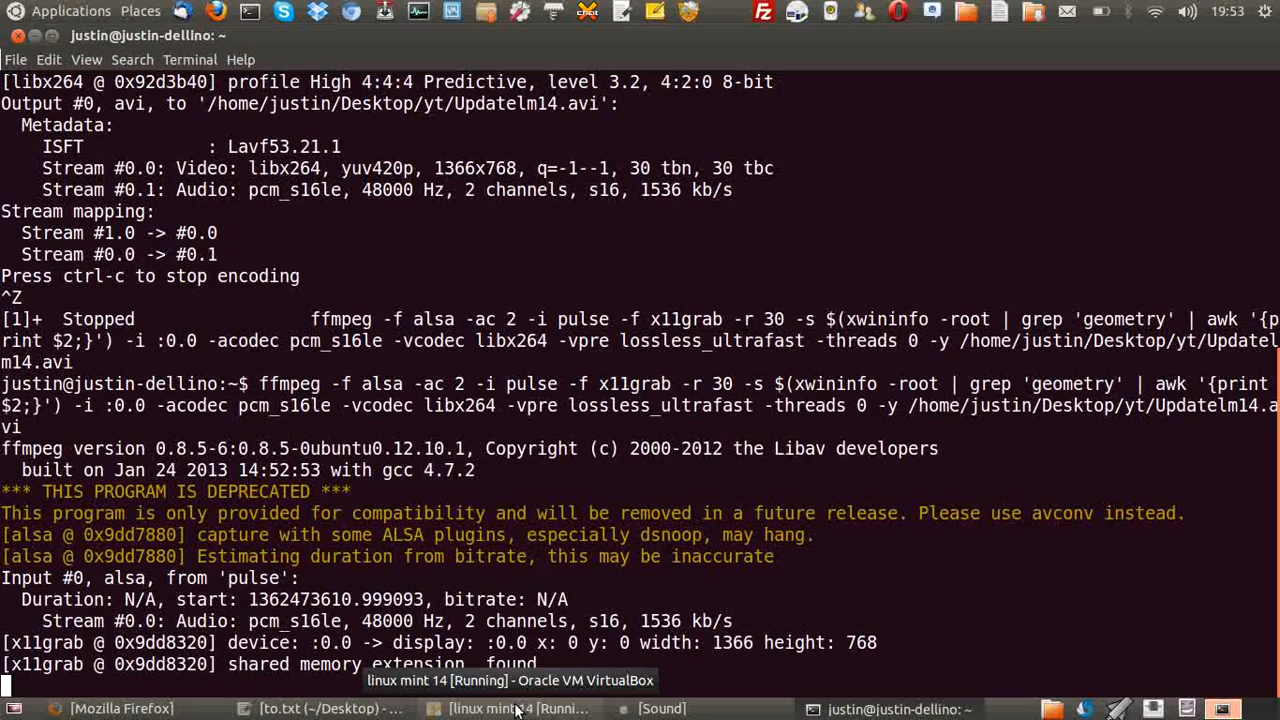 Applications Places 19:53
justin@justin-dellino: ~
File Edit View Search Terminal Help
[libx264 @ 0x92d3b40] profile High 4:4:4 Predictive, level 3.2, 4:2:0 8-bit
Output #0, avi, to '/home/justin/Desktop/yt/Updatelm14.avi':
Metadata:
ISFT : Lavf53.21.1
Stream #0.0: Video: libx264, yuv420p, 1366x768, q=-1--1, 30 tbn, 30 tbc
Stream #0.1: Audio: pcm_s16le, 48000 Hz, 2 channels, s16, 1536 kb/s
Stream mapping:
Stream #1.0 -> #0.0
Stream #0.0 -> #0.1
Press ctrl-c to stop encoding
^Z
[1]+ Stopped ffmpeg -f alsa -ac 2 -i pulse -f x11grab -r 30 -s $(xwininfo -root | grep 'geometry' | awk '{p
rint $2;}') -i :0.0 -acodec pcm_s16le -vcodec libx264 -vpre lossless_ultrafast -threads 0 -y /home/justin/Desktop/yt/Updatel
m14.avi
justin@justin-dellino:~$ ffmpeg -f alsa -ac 2 -i pulse -f x11grab -r 30 -s $(xwininfo -root | grep 'geometry' | awk '{print
$2;}') -i :0.0 -acodec pcm_s16le -vcodec libx264 -vpre lossless_ultrafast -threads 0 -y /home/justin/Desktop/yt/Updatelm14.a
vi
ffmpeg version 0.8.5-6:0.8.5-0ubuntu0.12.10.1, Copyright (c) 2000-2012 the Libav developers
built on Jan 24 2013 14:52:53 with gcc 4.7.2
*** THIS PROGRAM IS DEPRECATED ***
This program is only provided for compatibility and will be removed in a future release. Please use avconv instead.
[alsa @ 0x9dd7880] capture with some ALSA plugins, especially dsnoop, may hang.
[alsa @ 0x9dd7880] Estimating duration from bitrate, this may be inaccurate
Input #0, alsa, from 'pulse':
Duration: N/A, start: 1362473610.999093, bitrate: N/A
Stream #0.0: Audio: pcm_s16le, 48000 Hz, 2 channels, s16, 1536 kb/s
[x11grab @ 0x9dd8320] device: :0.0 -> display: :0.0 x: 0 y: 0 width: 1366 height: 768
[x11grab @ 0x9dd8320] shared memory extension found
linux mint 14 [Running] - Oracle VM VirtualBox
[Mozilla Firefox] [to.txt (~/Desktop) - ... [linux mint 14 [Runni... [Sound] justin@justin-dellino: ~